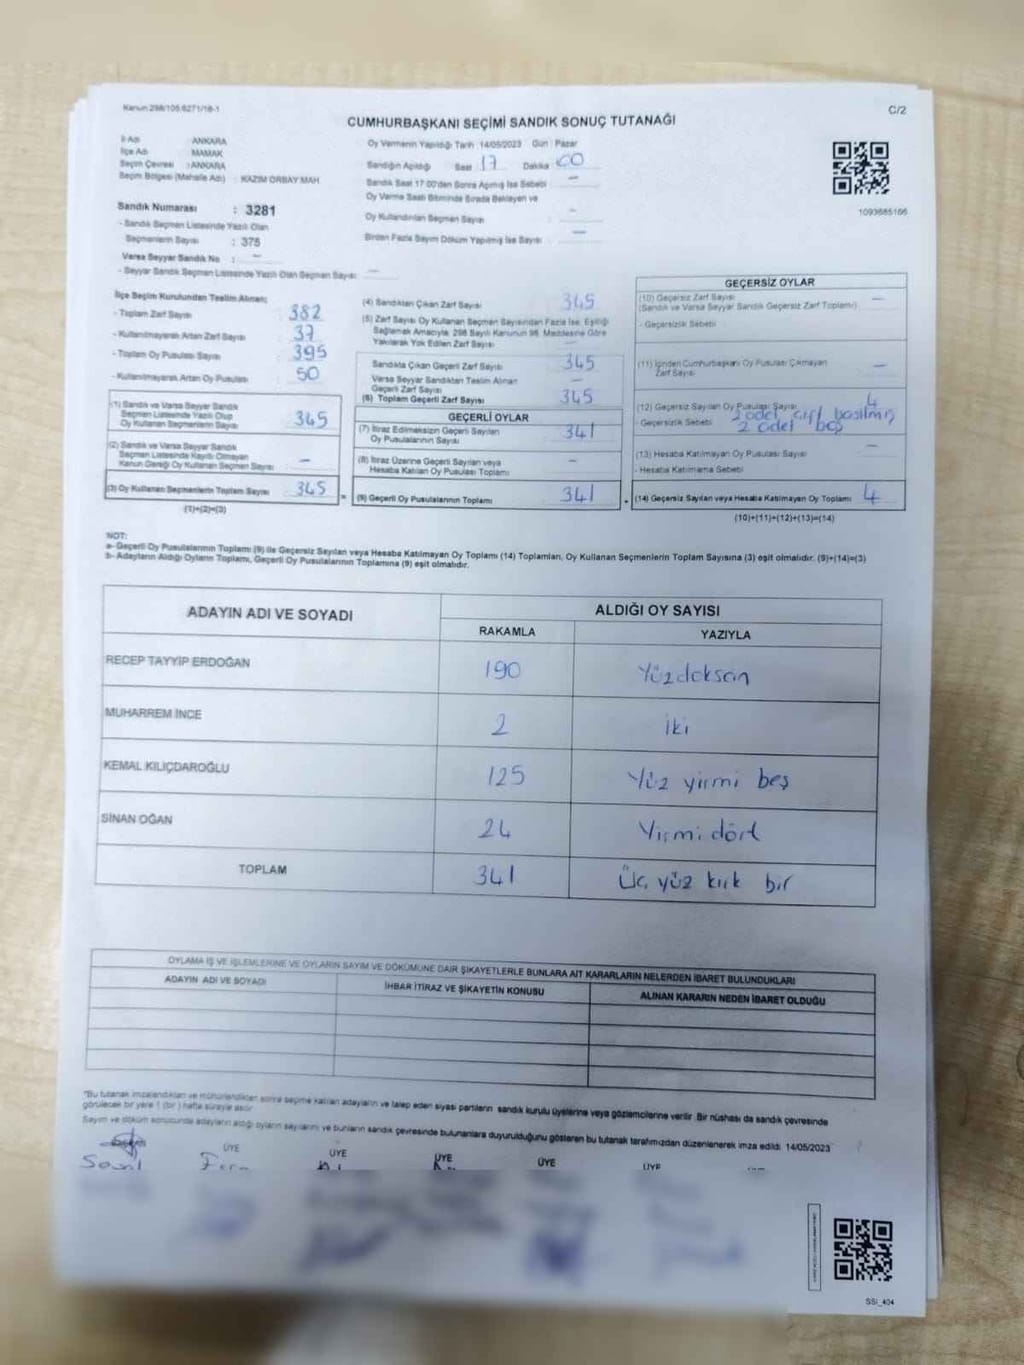 Kanun 298/105,6271/18-1
C/2
CUMHURBAŞKANI SEÇİMİ SANDIK SONUÇ TUTANAĞI
İl Adı : ANKARA
İlçe Adı : MAMAK
Seçim Çevresi : ANKARA
Seçim Bölgesi (Mahalle Adı) : KAZIM ORBAY MAH
Sandık Numarası : 3281
- Sandık Seçmen Listesinde Yazılı Olan
Seçmenlerin Sayısı : 375
Varsa Seyyar Sandık No : —
- Seyyar Sandık Seçmen Listesinde Yazılı Olan Seçmen Sayısı : —
Oy Vermenin Yapıldığı Tarih : 14/05/2023 Gün : Pazar
Sandığın Açıldığı Saat 17 Dakika 00
Sandık Saat 17:00'den Sonra Açılmış İse Sebebi : —
Oy Verme Saati Bitiminde Sırada Bekleyen ve
Oy Kullandırılan Seçmen Sayısı : —
Birden Fazla Sayım Döküm Yapılmış İse Sayısı : —
1093685166
İlçe Seçim Kurulundan Teslim Alınan;
- Toplam Zarf Sayısı : 382
- Kullanılmayarak Artan Zarf Sayısı : 37
- Toplam Oy Pusulası Sayısı : 395
- Kullanılmayarak Artan Oy Pusulası : 50
(1) Sandık ve Varsa Seyyar Sandık
Seçmen Listesinde Yazılı Olup
Oy Kullanan Seçmenlerin Sayısı : 345
(2) Sandık ve Varsa Seyyar Sandık
Seçmen Listesinde Kayıtlı Olmayan
Kanun Gereği Oy Kullanan Seçmen Sayısı : —
(3) Oy Kullanan Seçmenlerin Toplam Sayısı : 345
(1)+(2)=(3)
(4) Sandıktan Çıkan Zarf Sayısı : 345
(5) Zarf Sayısı Oy Kullanan Seçmen Sayısından Fazla İse, Eşitliği
Sağlamak Amacıyla, 298 Sayılı Kanunun 98. Maddesine Göre
Yakılarak Yok Edilen Zarf Sayısı : —
Sandıkta Çıkan Geçerli Zarf Sayısı : 345
Varsa Seyyar Sandıktan Teslim Alınan
Geçerli Zarf Sayısı : —
(6) Toplam Geçerli Zarf Sayısı : 345
GEÇERLİ OYLAR
(7) İtiraz Edilmeksizin Geçerli Sayılan
Oy Pusulalarının Sayısı : 341
(8) İtiraz Üzerine Geçerli Sayılan veya
Hesaba Katılan Oy Pusulası Toplamı : —
= (9) Geçerli Oy Pusulalarının Toplamı : 341
GEÇERSİZ OYLAR
(10) Geçersiz Zarf Sayısı : —
(Sandık ve Varsa Seyyar Sandık Geçersiz Zarf Toplamı)
- Geçersizlik Sebebi :
(11) İçinden Cumhurbaşkanı Oy Pusulası Çıkmayan
Zarf Sayısı : —
(12) Geçersiz Sayılan Oy Pusulası Sayısı : 4
- Geçersizlik Sebebi : 2 adet çift basılmış
2 adet boş
(13) Hesaba Katılmayan Oy Pusulası Sayısı : —
- Hesaba Katılmama Sebebi
+ (14) Geçersiz Sayılan veya Hesaba Katılmayan Oy Toplamı : 4
(10)+(11)+(12)+(13)=(14)
NOT:
a- Geçerli Oy Pusulalarının Toplamı (9) ile Geçersiz Sayılan veya Hesaba Katılmayan Oy Toplamı (14) Toplamları, Oy Kullanan Seçmenlerin Toplam Sayısına (3) eşit olmalıdır. (9)+(14)=(3)
b- Adayların Aldığı Oyların Toplamı, Geçerli Oy Pusulalarının Toplamına (9) eşit olmalıdır.
ADAYIN ADI VE SOYADI
ALDIĞI OY SAYISI
RAKAMLA YAZIYLA
RECEP TAYYİP ERDOĞAN 190 Yüzdoksan
MUHARREM İNCE 2 iki
KEMAL KILIÇDAROĞLU 125 Yüz yirmi beş
SİNAN OĞAN 24 Yirmi dört
TOPLAM 341 Üç yüz kırk bir
OYLAMA İŞ VE İŞLEMLERİNE VE OYLARIN SAYIM VE DÖKÜMÜNE DAİR ŞİKAYETLERLE BUNLARA AİT KARARLARIN NELERDEN İBARET BULUNDUKLARI
ADAYIN ADI VE SOYADI İHBAR İTİRAZ VE ŞİKAYETİN KONUSU ALINAN KARARIN NEDEN İBARET OLDUĞU
*Bu tutanak imzalandıktan ve mühürlendikten sonra seçime katılan adayların ve talep eden siyasi partilerin sandık kurulu üyelerine veya gözlemcilerine verilir. Bir nüshası da sandık çevresinde
görülecek bir yere 1 (bir) hafta süreyle asılır
Sayım ve döküm sonucunda adayların aldığı oyların sayılarını ve bunların sandık çevresinde bulunanlara duyurulduğunu gösteren bu tutanak tarafımızdan düzenlenerek imza edildi. 14/05/2023
ÜYE ÜYE ÜYE ÜYE ÜYE
SSİ_404